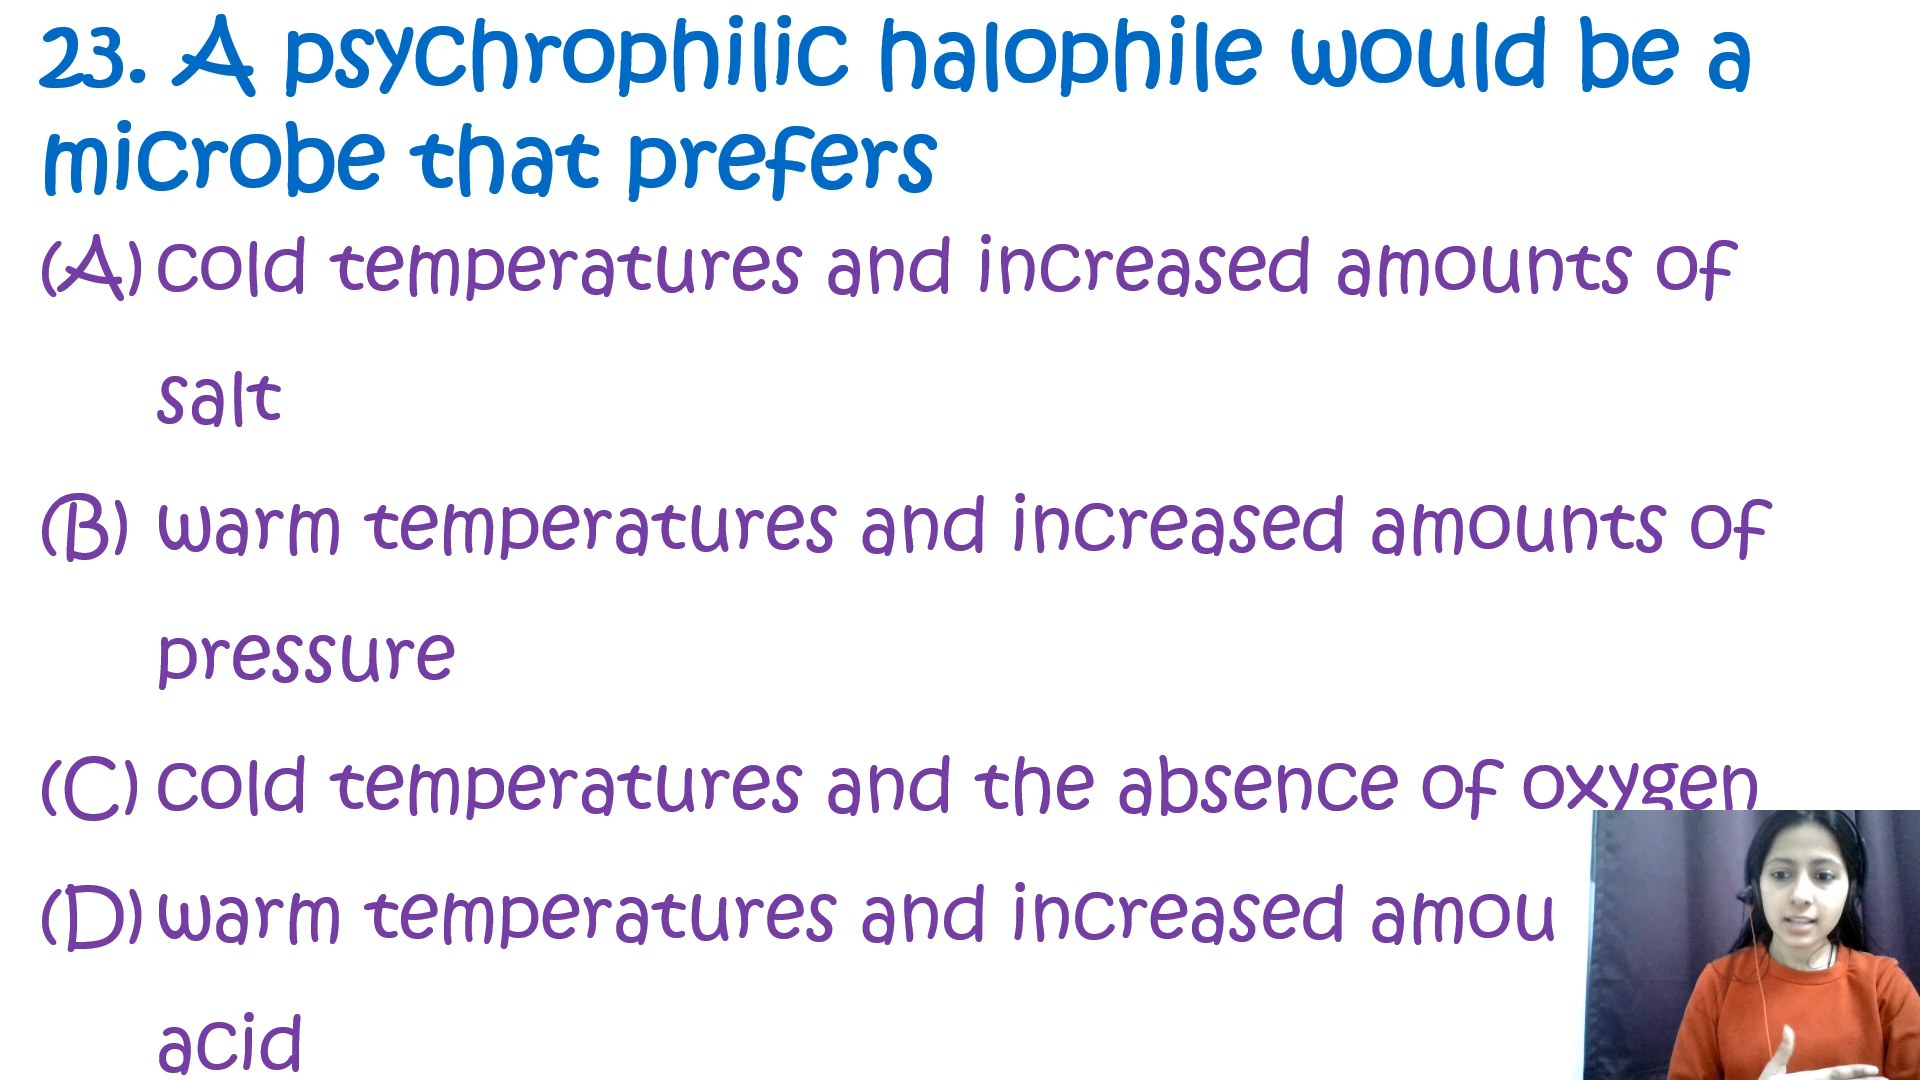 23. A psychrophilic halophile would be a
microbe that prefers
(A) cold temperatures and increased amounts of
salt
(B) warm temperatures and increased amounts of
pressure
(C) cold temperatures and the absence of oxygen
(D) warm temperatures and increased amou
acid